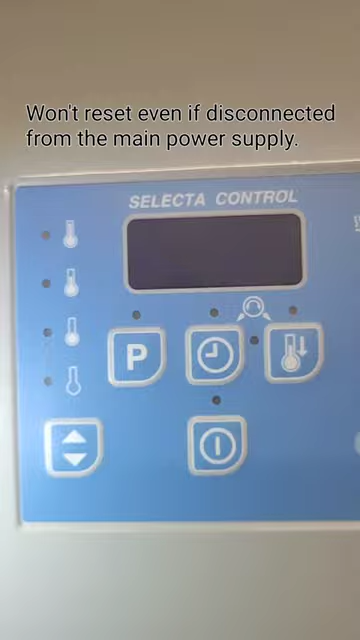 Won't reset even if disconnected
from the main power supply.
SELECTA CONTROL
P